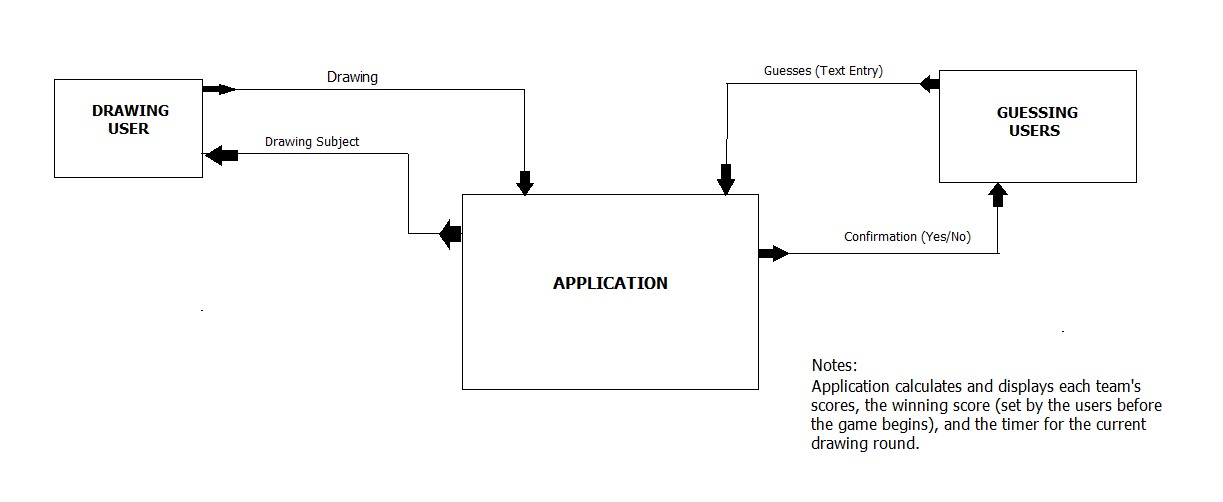 Drawing
Guesses (Text Entry)
DRAWING
USER
GUESSING
USERS
Drawing Subject
Confirmation (Yes/No)
APPLICATION
Notes:
Application calculates and displays each team's
scores, the winning score (set by the users before
the game begins), and the timer for the current
drawing round.